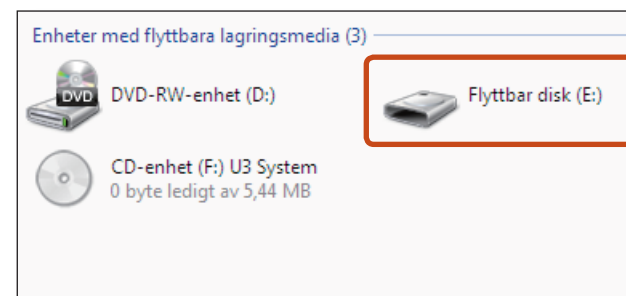 Enheter med flyttbara lagringsmedia (3)
DVD
DVD-RW-enhet (D:)
Flyttbar disk (E:)
CD-enhet (F:) U3 System
0 byte ledigt av 5,44 MB